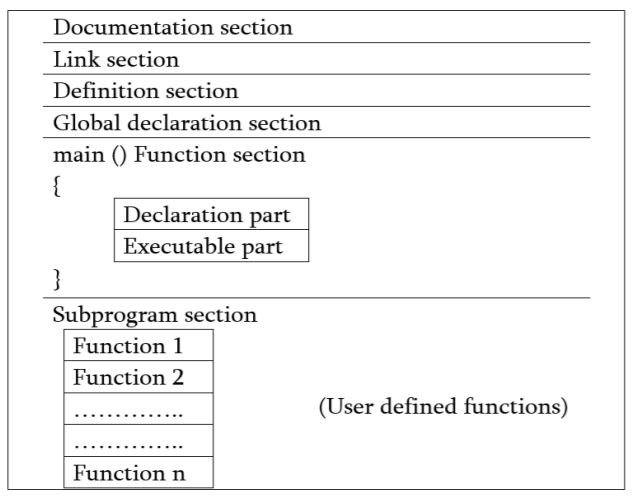 Documentation section
Link section
Definition section
Global declaration section
main () Function section
{
Declaration part
Executable part
}
Subprogram section
Function 1
Function 2
…………..
(User defined functions)
…………..
Function n